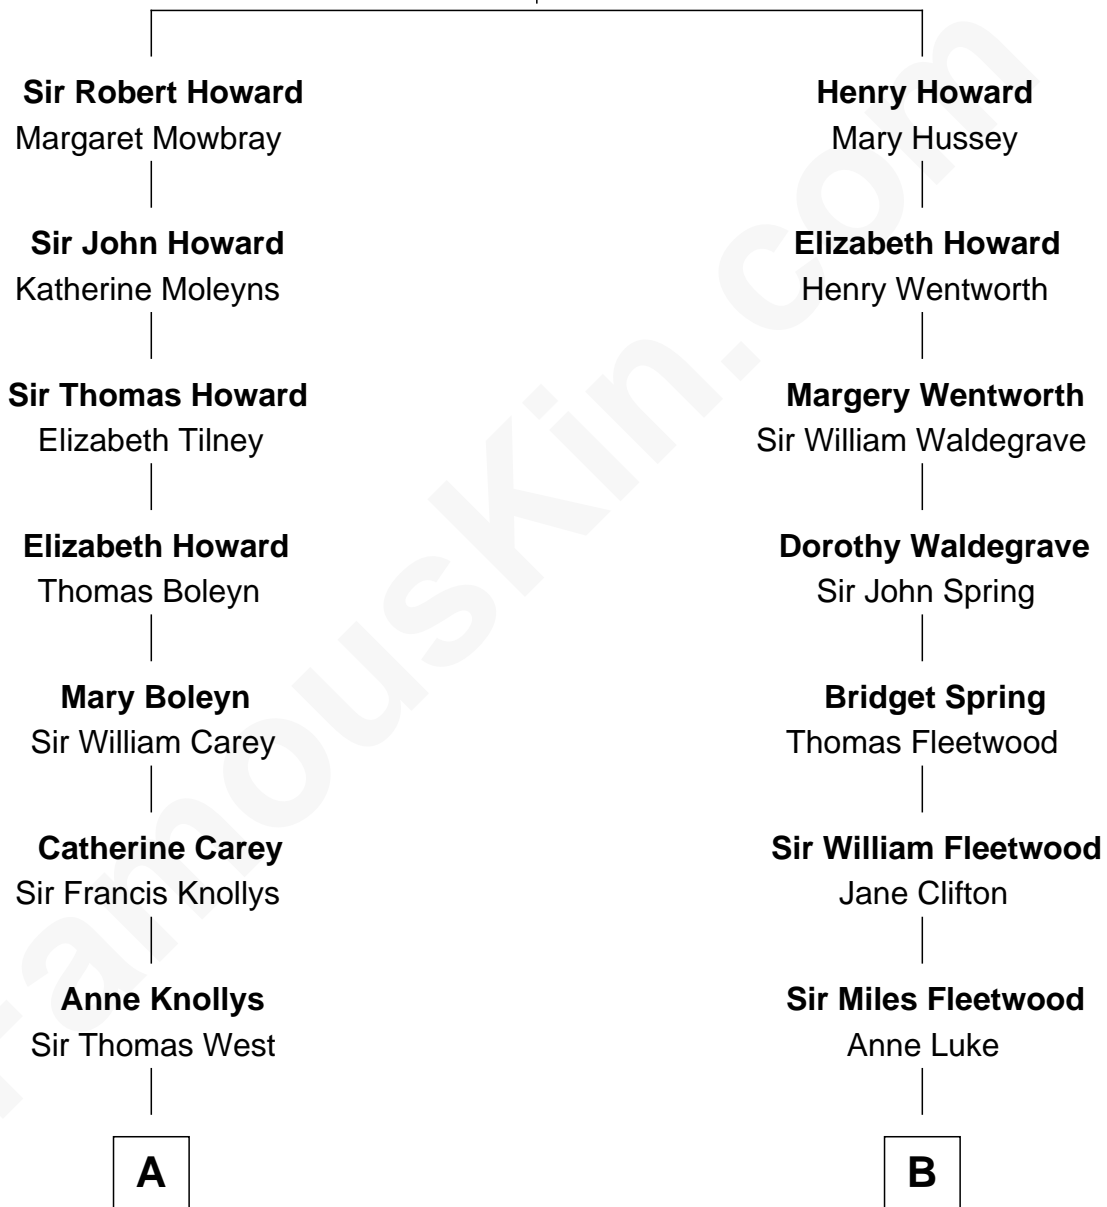 Sir Robert Howard
Margaret Mowbray
Sir John Howard
Katherine Moleyns
Sir Thomas Howard
Elizabeth Tilney
Elizabeth Howard
Thomas Boleyn
Mary Boleyn
Sir William Carey
Catherine Carey
Sir Francis Knollys
Anne Knollys
Sir Thomas West
A
Henry Howard
Mary Hussey
Elizabeth Howard
Henry Wentworth
Margery Wentworth
Sir William Waldegrave
Dorothy Waldegrave
Sir John Spring
Bridget Spring
Thomas Fleetwood
Sir William Fleetwood
Jane Clifton
Sir Miles Fleetwood
Anne Luke
B
FamousKin.com